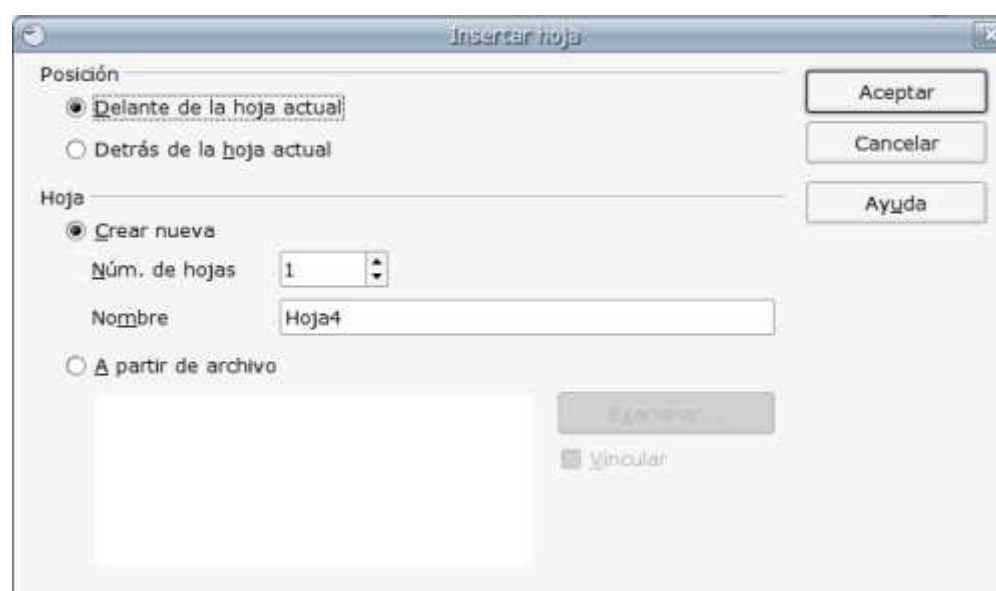 Insertar hoja
Posición
Delante de la hoja actual
Detrás de la hoja actual
Aceptar
Cancelar
Ayuda
Hoja
Crear nueva
Núm. de hojas 1
Nombre Hoja4
A partir de archivo
Examinar...
Vincular